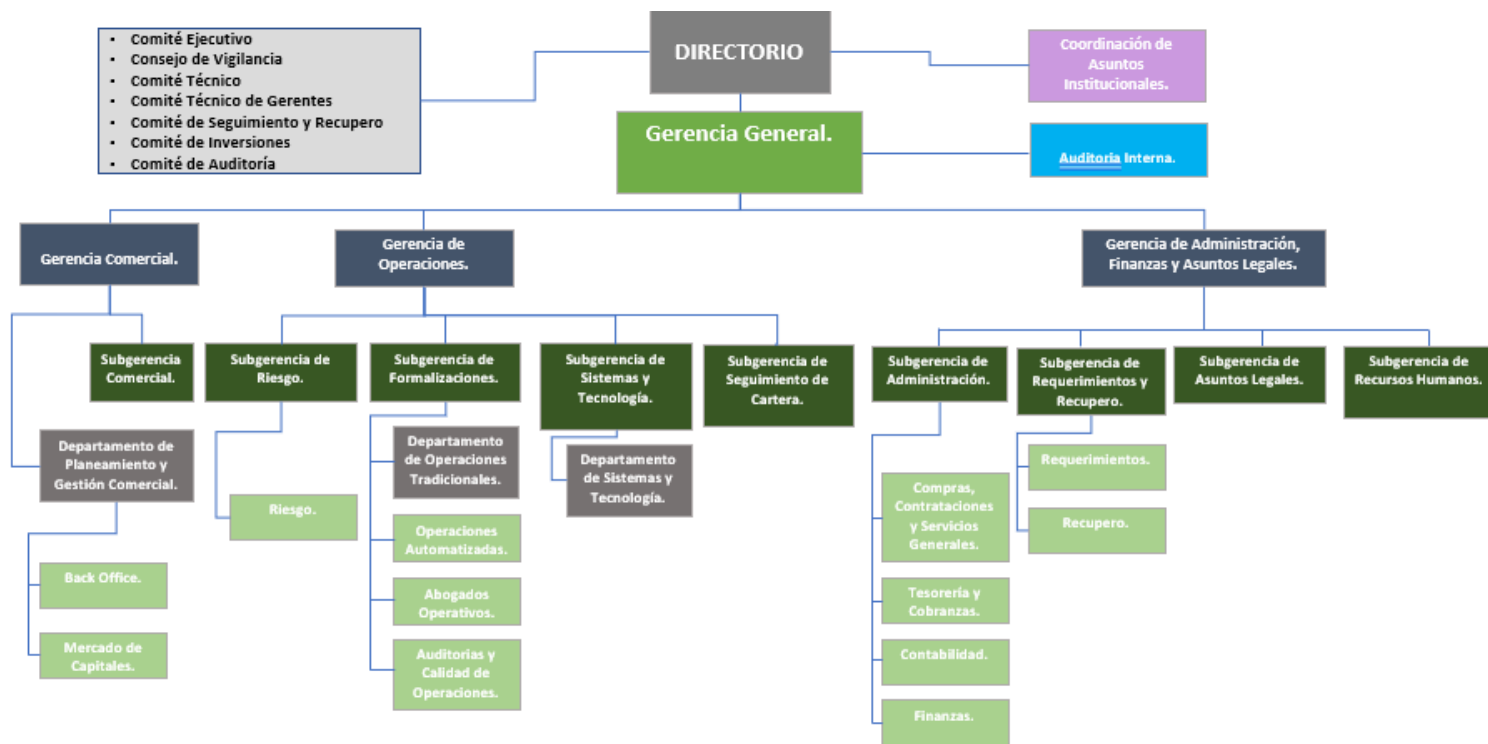 • Comité Ejecutivo
• Consejo de Vigilancia
• Comité Técnico
• Comité Técnico de Gerentes
• Comité de Seguimiento y Recupero
• Comité de Inversiones
• Comité de Auditoría
DIRECTORIO
Coordinación de
Asuntos
Institucionales.
Gerencia General.
Auditoria Interna.
Gerencia Comercial.
Gerencia de
Operaciones.
Gerencia de Administración,
Finanzas y Asuntos Legales.
Subgerencia
Comercial.
Subgerencia de
Riesgo.
Subgerencia de
Formalizaciones.
Subgerencia de
Sistemas y
Tecnología.
Subgerencia de
Seguimiento de
Cartera.
Subgerencia de
Administración.
Subgerencia de
Requerimientos y
Recupero.
Subgerencia de
Asuntos Legales.
Subgerencia de
Recursos Humanos.
Departamento de
Planeamiento y
Gestión Comercial.
Back Office.
Mercado de
Capitales.
Riesgo.
Departamento
de Operaciones
Tradicionales.
Operaciones
Automatizadas.
Abogados
Operativos.
Auditorias y
Calidad de
Operaciones.
Departamento
de Sistemas y
Tecnología.
Compras,
Contrataciones
y Servicios
Generales.
Tesorería y
Cobranzas.
Contabilidad.
Finanzas.
Requerimientos.
Recupero.